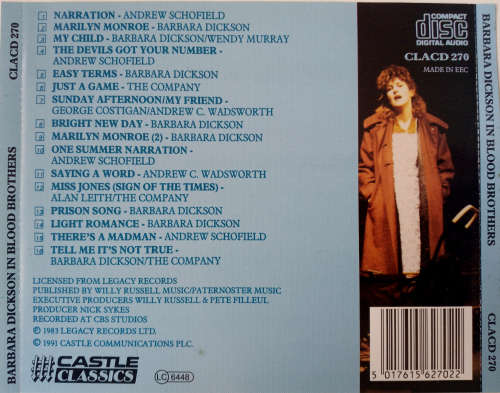 CLACD 270
BARBARA DICKSON IN BLOOD BROTHERS
1 NARRATION - ANDREW SCHOFIELD
2 MARILYN MONROE - BARBARA DICKSON
3 MY CHILD - BARBARA DICKSON/WENDY MURRAY
4 THE DEVILS GOT YOUR NUMBER -
ANDREW SCHOFIELD
5 EASY TERMS - BARBARA DICKSON
6 JUST A GAME - THE COMPANY
7 SUNDAY AFTERNOON/MY FRIEND -
GEORGE COSTIGAN/ANDREW C. WADSWORTH
8 BRIGHT NEW DAY - BARBARA DICKSON
9 MARILYN MONROE (2) - BARBARA DICKSON
10 ONE SUMMER NARRATION -
ANDREW SCHOFIELD
11 SAYING A WORD - ANDREW C. WADSWORTH
12 MISS JONES (SIGN OF THE TIMES) -
ALAN LEITH/THE COMPANY
13 PRISON SONG - BARBARA DICKSON
14 LIGHT ROMANCE - BARBARA DICKSON
15 THERE'S A MADMAN - ANDREW SCHOFIELD
16 TELL ME IT'S NOT TRUE -
BARBARA DICKSON/THE COMPANY
LICENSED FROM LEGACY RECORDS
PUBLISHED BY WILLY RUSSELL MUSIC/PATERNOSTER MUSIC
EXECUTIVE PRODUCERS WILLY RUSSELL & PETE FILLEUL
PRODUCER NICK SYKES
RECORDED AT CBS STUDIOS
℗ 1983 LEGACY RECORDS LTD.
© 1991 CASTLE COMMUNICATIONS PLC.
CASTLE
CLASSICS
LC 6448
COMPACT
disc
DIGITAL AUDIO
CLACD 270
MADE IN EEC
5 017615 627022
BARBARA DICKSON IN BLOOD BROTHERS
CLACD 270